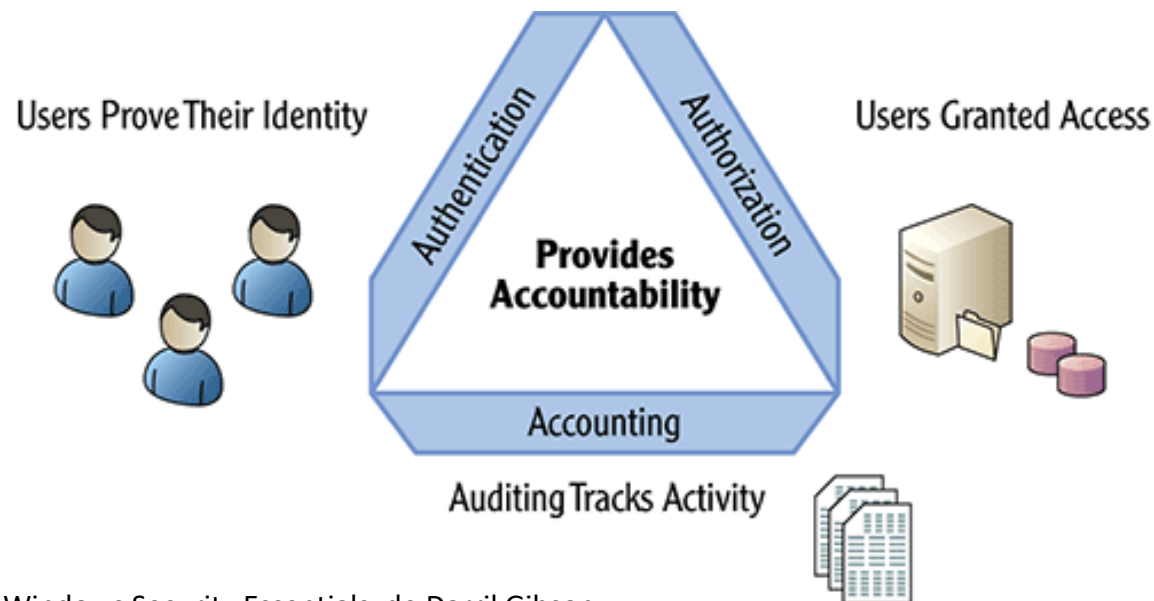 Users Prove Their Identity
Authentication
Authorization
Users Granted Access
Provides
Accountability
Accounting
Auditing Tracks Activity
Windows Security Essentials, de Darril Gibson